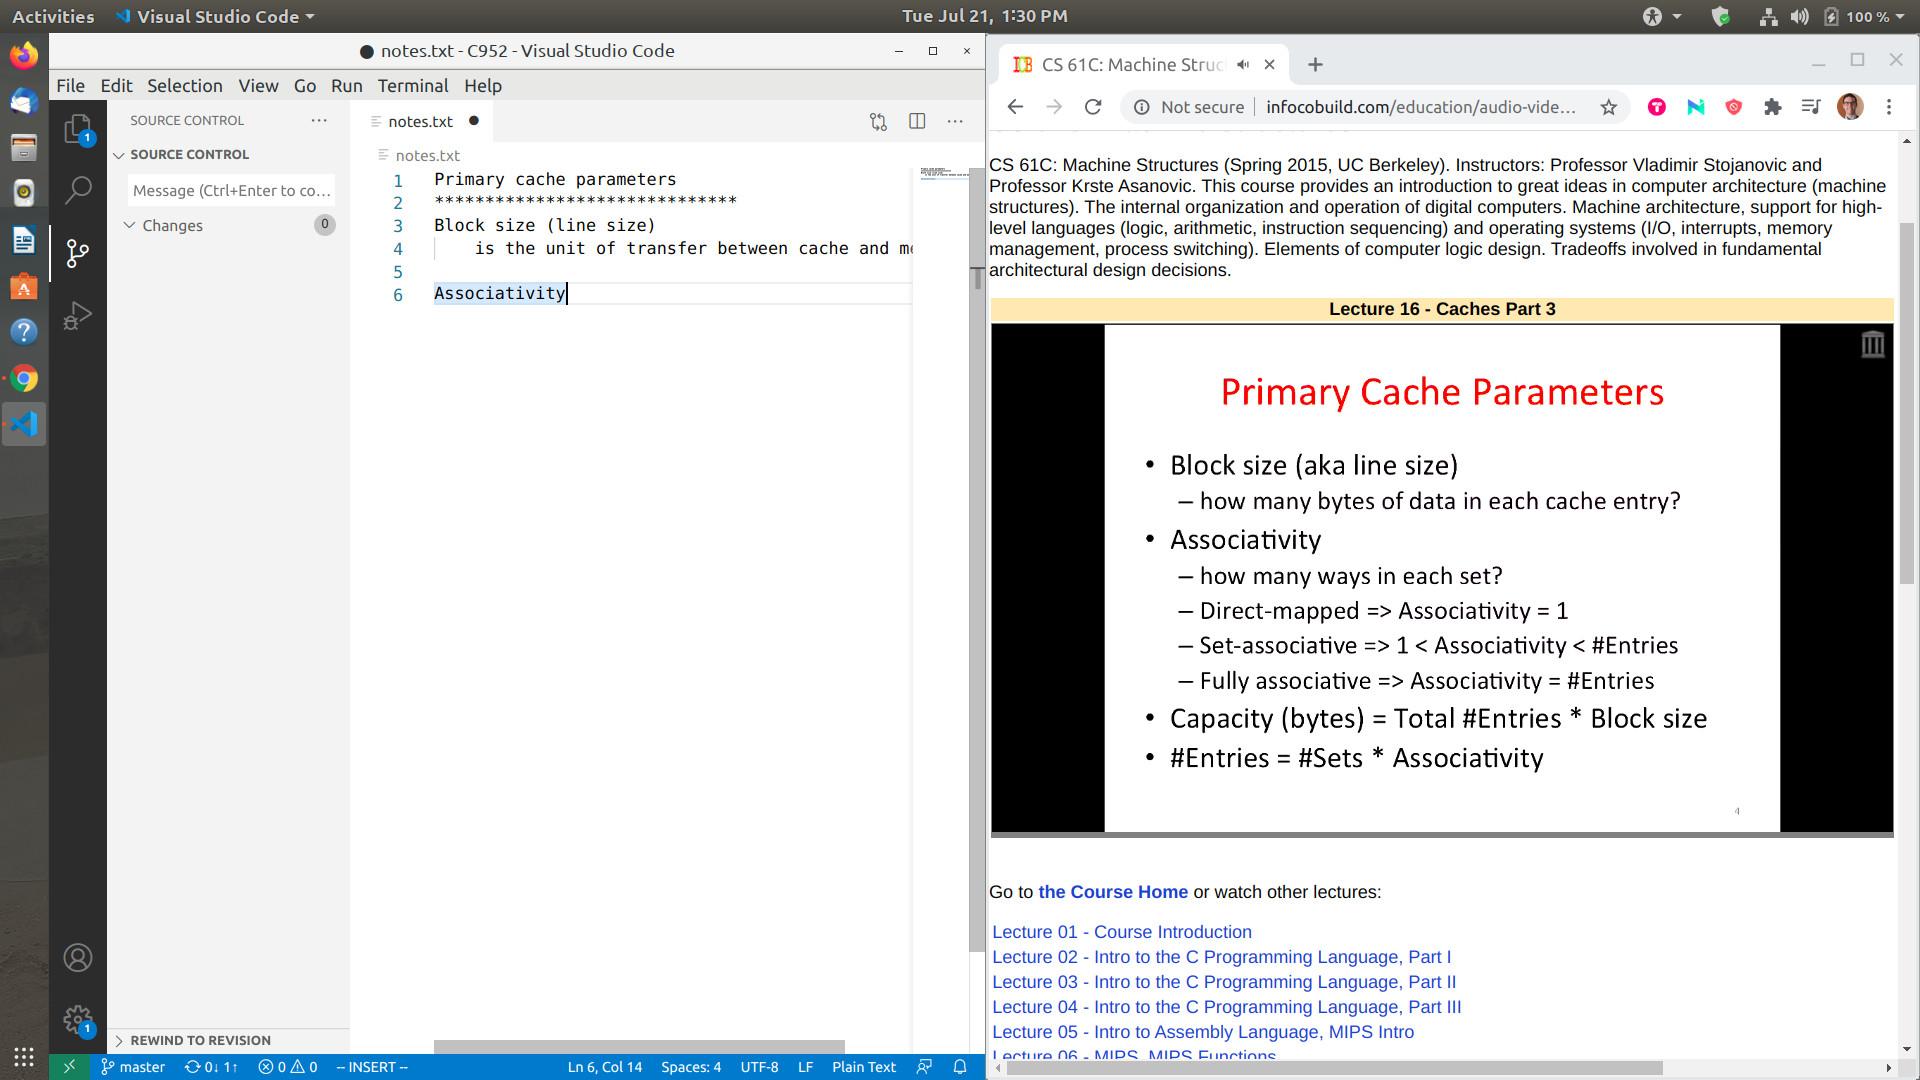 Activities
Visual Studio Code
Tue Jul 21, 1:30 PM
100 %
notes.txt - C952 - Visual Studio Code
File Edit Selection View Go Run Terminal Help
SOURCE CONTROL
SOURCE CONTROL
Message (Ctrl+Enter to co...
Changes
0
1
notes.txt
notes.txt
1 Primary cache parameters
2 ******************************
3 Block size (line size)
4 is the unit of transfer between cache and me
5
6 Associativity
REWIND TO REVISION
1
master
0↓ 1↑
0
0
-- INSERT --
Ln 6, Col 14
Spaces: 4
UTF-8
LF
Plain Text
CS 61C: Machine Struc
Not secure
infocobuild.com/education/audio-vide...
CS 61C: Machine Structures (Spring 2015, UC Berkeley). Instructors: Professor Vladimir Stojanovic and
Professor Krste Asanovic. This course provides an introduction to great ideas in computer architecture (machine
structures). The internal organization and operation of digital computers. Machine architecture, support for high-
level languages (logic, arithmetic, instruction sequencing) and operating systems (I/O, interrupts, memory
management, process switching). Elements of computer logic design. Tradeoffs involved in fundamental
architectural design decisions.
Lecture 16 - Caches Part 3
Primary Cache Parameters
• Block size (aka line size)
– how many bytes of data in each cache entry?
• Associativity
– how many ways in each set?
– Direct-mapped => Associativity = 1
– Set-associative => 1 < Associativity < #Entries
– Fully associative => Associativity = #Entries
• Capacity (bytes) = Total #Entries * Block size
• #Entries = #Sets * Associativity
4
Go to the Course Home or watch other lectures:
Lecture 01 - Course Introduction
Lecture 02 - Intro to the C Programming Language, Part I
Lecture 03 - Intro to the C Programming Language, Part II
Lecture 04 - Intro to the C Programming Language, Part III
Lecture 05 - Intro to Assembly Language, MIPS Intro
Lecture 06 - MIPS, MIPS Functions